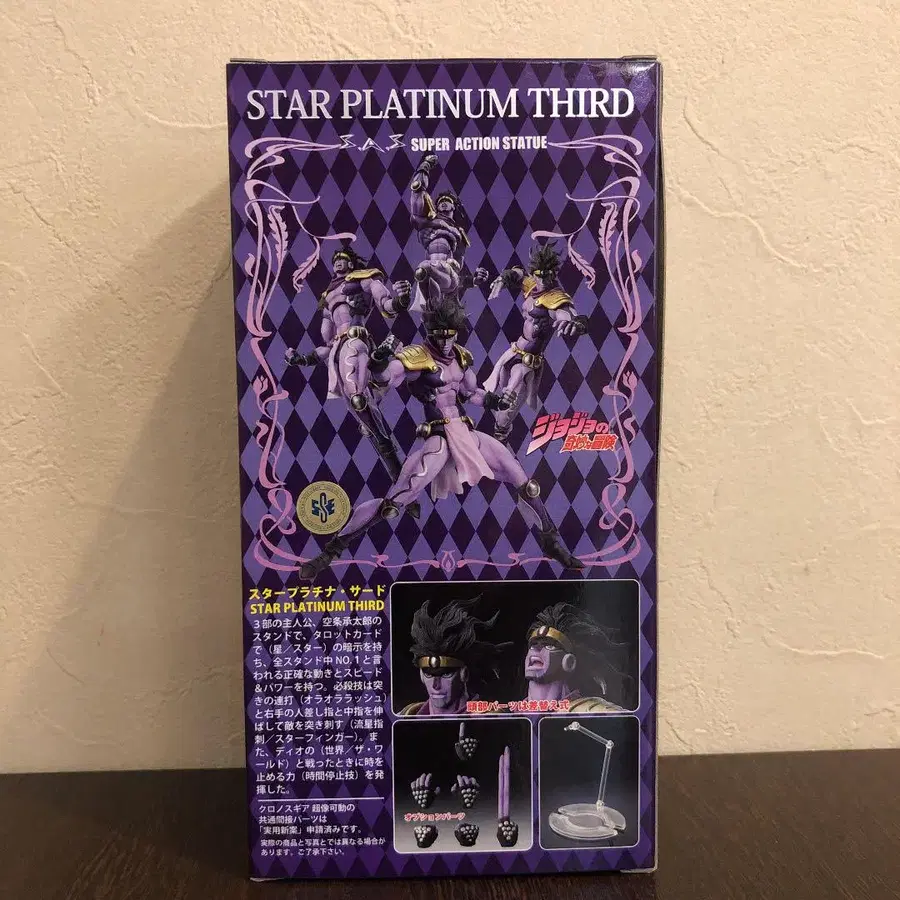 STAR PLATINUM THIRD
S.A.S SUPER ACTION STATUE
ジョジョの
奇妙な冒険
スタープラチナ・サード
STAR PLATINUM THIRD
３部の主人公、空条承太郎の
スタンドで、タロットカード
で（星／スター）の暗示を持
ち、全スタンド中 NO.1 と言
われる正確な動きとスピード
＆パワーを持つ。必殺技は突
きの連打（オラオララッシュ）
と右手の人差し指と中指を伸
ばして敵を突き刺す（流星指
刺／スターフィンガー）。ま
た、ディオの（世界／ザ・ワ
ールド）と戦ったときに時を
止める力（時間停止技）を発
揮した。
クロノスギア 超像可動の
共通関接パーツは
「実用新案」申請済みです。
実際の商品と写真とでは異なる場合が
あります。ご了承下さい。
頭部パーツは差替え式
オプションパーツ